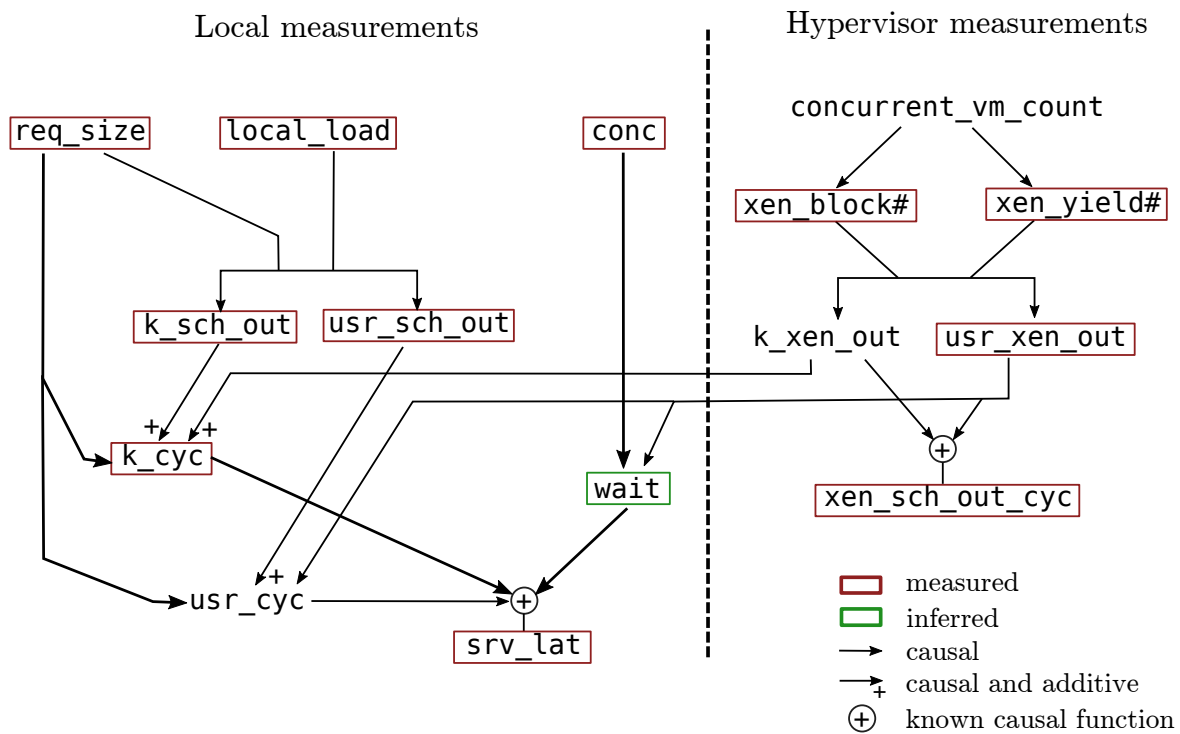 Local measurements
Hypervisor measurements
concurrent_vm_count
req_size
local_load
conc
xen_block#
xen_yield#
k_sch_out
usr_sch_out
k_xen_out
usr_xen_out
+
+
k_cyc
+
wait
xen_sch_out_cyc
+
usr_cyc
+
srv_lat
measured
inferred
causal
+
causal and additive
+
known causal function